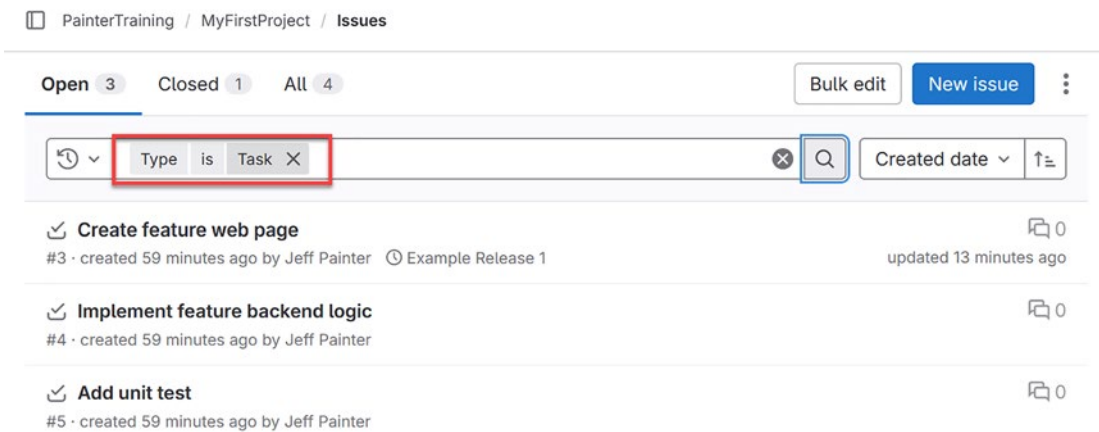 PainterTraining / MyFirstProject / Issues
Open 3 Closed 1 All 4 Bulk edit New issue
Type is Task Created date
Create feature web page 0
#3 · created 59 minutes ago by Jeff Painter Example Release 1 updated 13 minutes ago
Implement feature backend logic 0
#4 · created 59 minutes ago by Jeff Painter
Add unit test 0
#5 · created 59 minutes ago by Jeff Painter